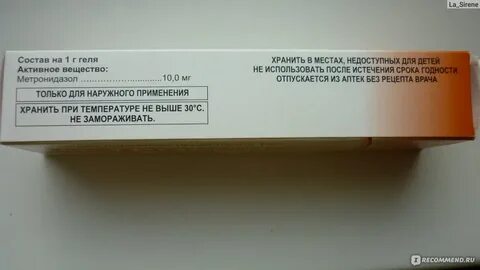 La_Sirene
Состав на 1 г геля
Активное вещество:
Метронидазол ..............................10,0 мг
ТОЛЬКО ДЛЯ НАРУЖНОГО ПРИМЕНЕНИЯ
ХРАНИТЬ ПРИ ТЕМПЕРАТУРЕ НЕ ВЫШЕ 30°С.
НЕ ЗАМОРАЖИВАТЬ.
ХРАНИТЬ В МЕСТАХ, НЕДОСТУПНЫХ ДЛЯ ДЕТЕЙ
НЕ ИСПОЛЬЗОВАТЬ ПОСЛЕ ИСТЕЧЕНИЯ СРОКА ГОДНОСТИ
ОТПУСКАЕТСЯ ИЗ АПТЕК БЕЗ РЕЦЕПТА ВРАЧА
IRECOMMEND.RU